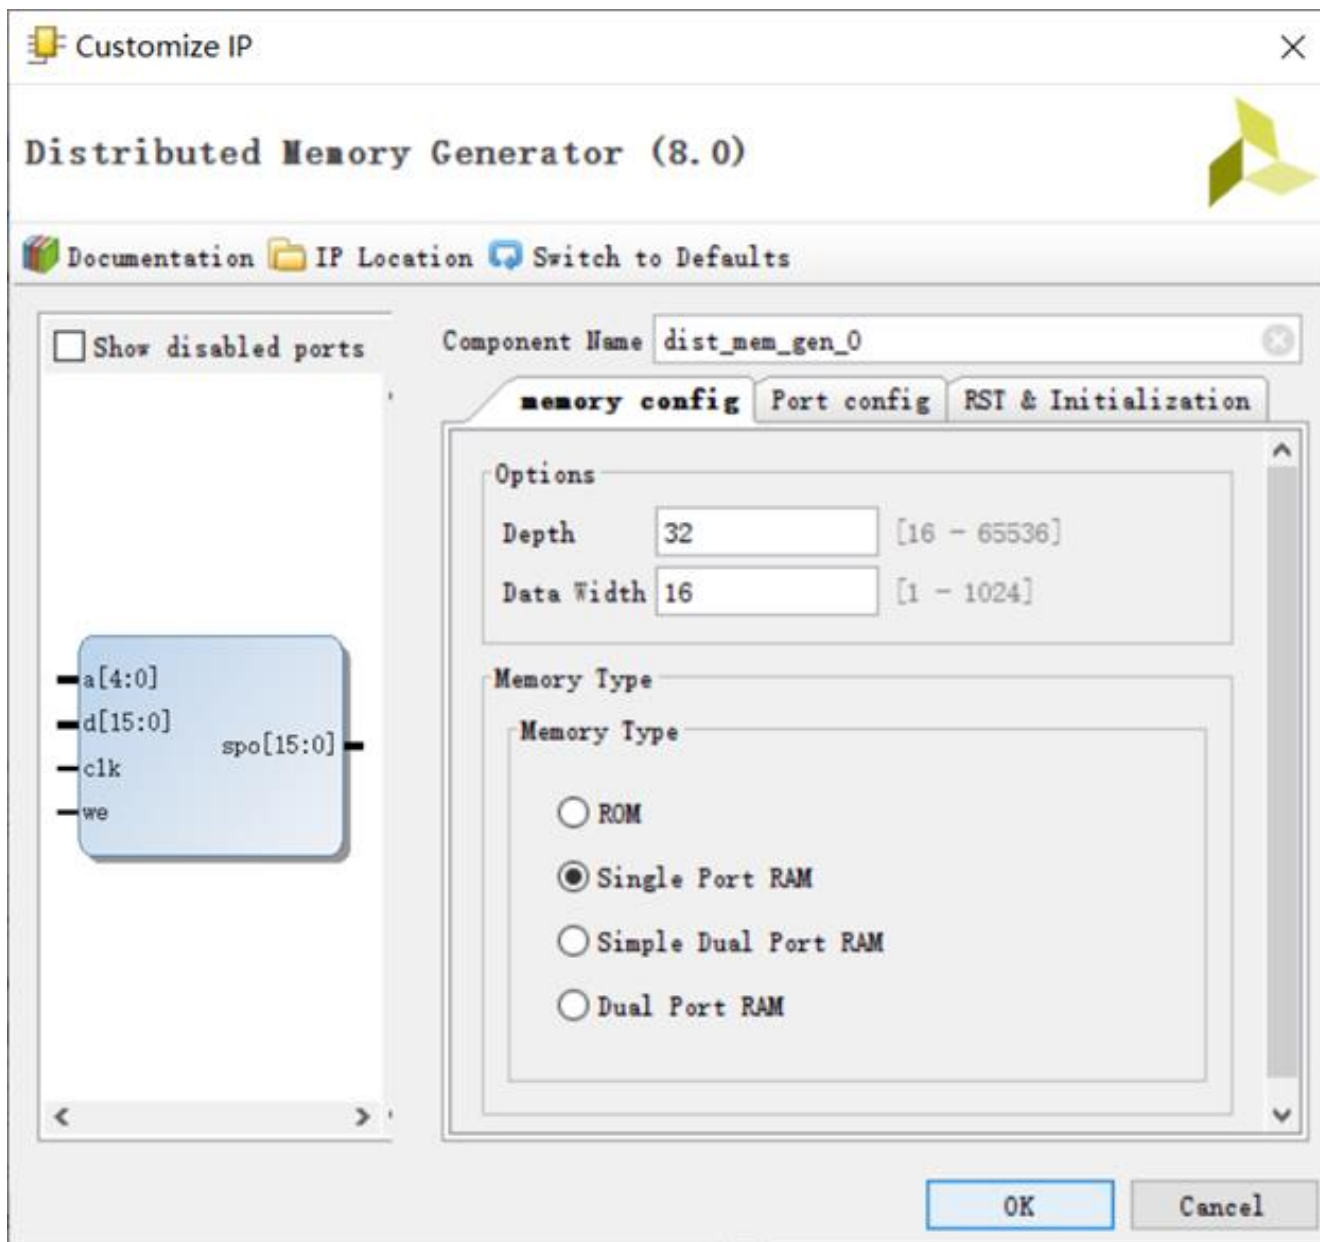 Customize IP
Distributed Memory Generator (8.0)
Documentation IP Location Switch to Defaults
Show disabled ports
a[4:0]
d[15:0]
clk
we
spo[15:0]
Component Name dist_mem_gen_0
memory config Port config RST & Initialization
Options
Depth 32 [16 - 65536]
Data Width 16 [1 - 1024]
Memory Type
Memory Type
ROM
Single Port RAM
Simple Dual Port RAM
Dual Port RAM
OK Cancel